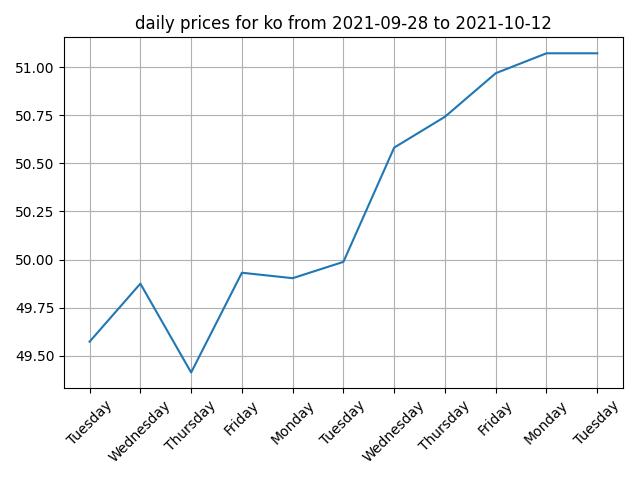 daily prices for ko from 2021-09-28 to 2021-10-12
51.00
50.75
50.50
50.25
50.00
49.75
49.50
Tuesday
Wednesday
Thursday
Friday
Monday
Tuesday
Wednesday
Thursday
Friday
Monday
Tuesday